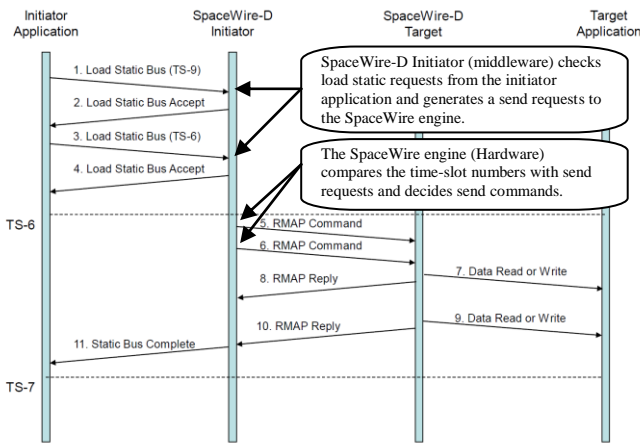 Initiator
Application
SpaceWire-D
Initiator
SpaceWire-D
Target
Target
Application
1. Load Static Bus (TS-9)
2. Load Static Bus Accept
3. Load Static Bus (TS-6)
4. Load Static Bus Accept
SpaceWire-D Initiator (middleware) checks
load static requests from the initiator
application and generates a send requests to
the SpaceWire engine.
The SpaceWire engine (Hardware)
compares the time-slot numbers with send
requests and decides send commands.
TS-6
5. RMAP Command
6. RMAP Command
7. Data Read or Write
8. RMAP Reply
9. Data Read or Write
10. RMAP Reply
11. Static Bus Complete
TS-7